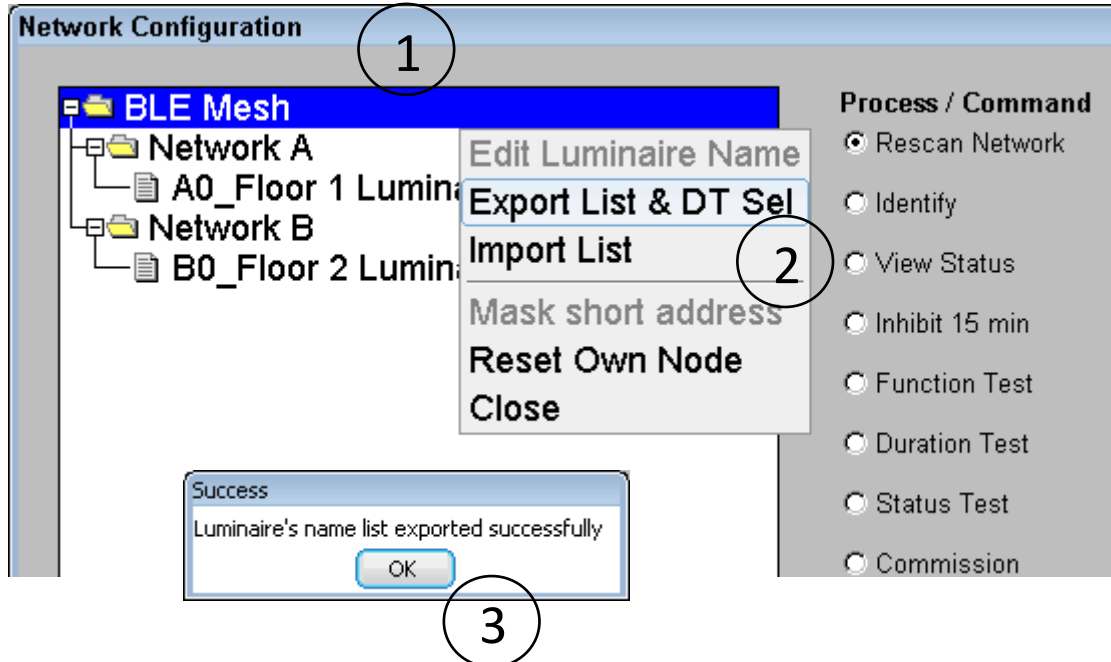 Network Configuration
1
BLE Mesh
Network A
A0_Floor 1
Network B
B0_Floor 2
Edit Luminaire Name
Export List & DT Sel
Import List
2
Mask short address
Reset Own Node
Close
Process / Command
Rescan Network
Identify
View Status
Inhibit 15 min
Function Test
Duration Test
Status Test
Commission
Success
Luminaire's name list exported successfully
OK
3